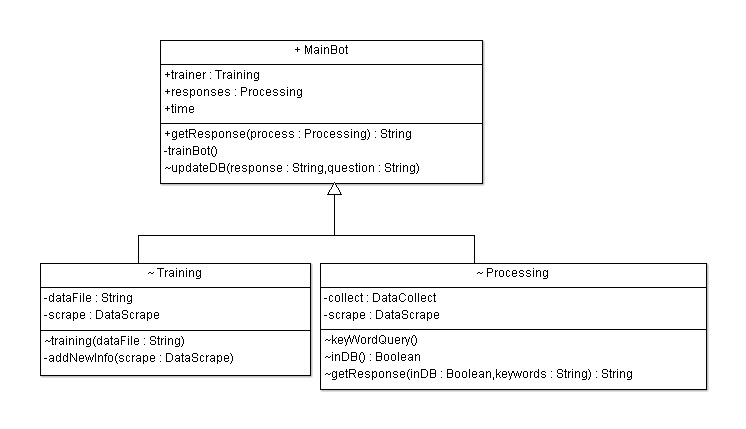 + MainBot
+trainer : Training
+responses : Processing
+time
+getResponse(process : Processing) : String
-trainBot()
~updateDB(response : String,question : String)
~ Training
-dataFile : String
-scrape : DataScrape
~training(dataFile : String)
-addNewInfo(scrape : DataScrape)
~ Processing
-collect : DataCollect
-scrape : DataScrape
~keyWordQuery()
~inDB() : Boolean
~getResponse(inDB : Boolean,keywords : String) : String